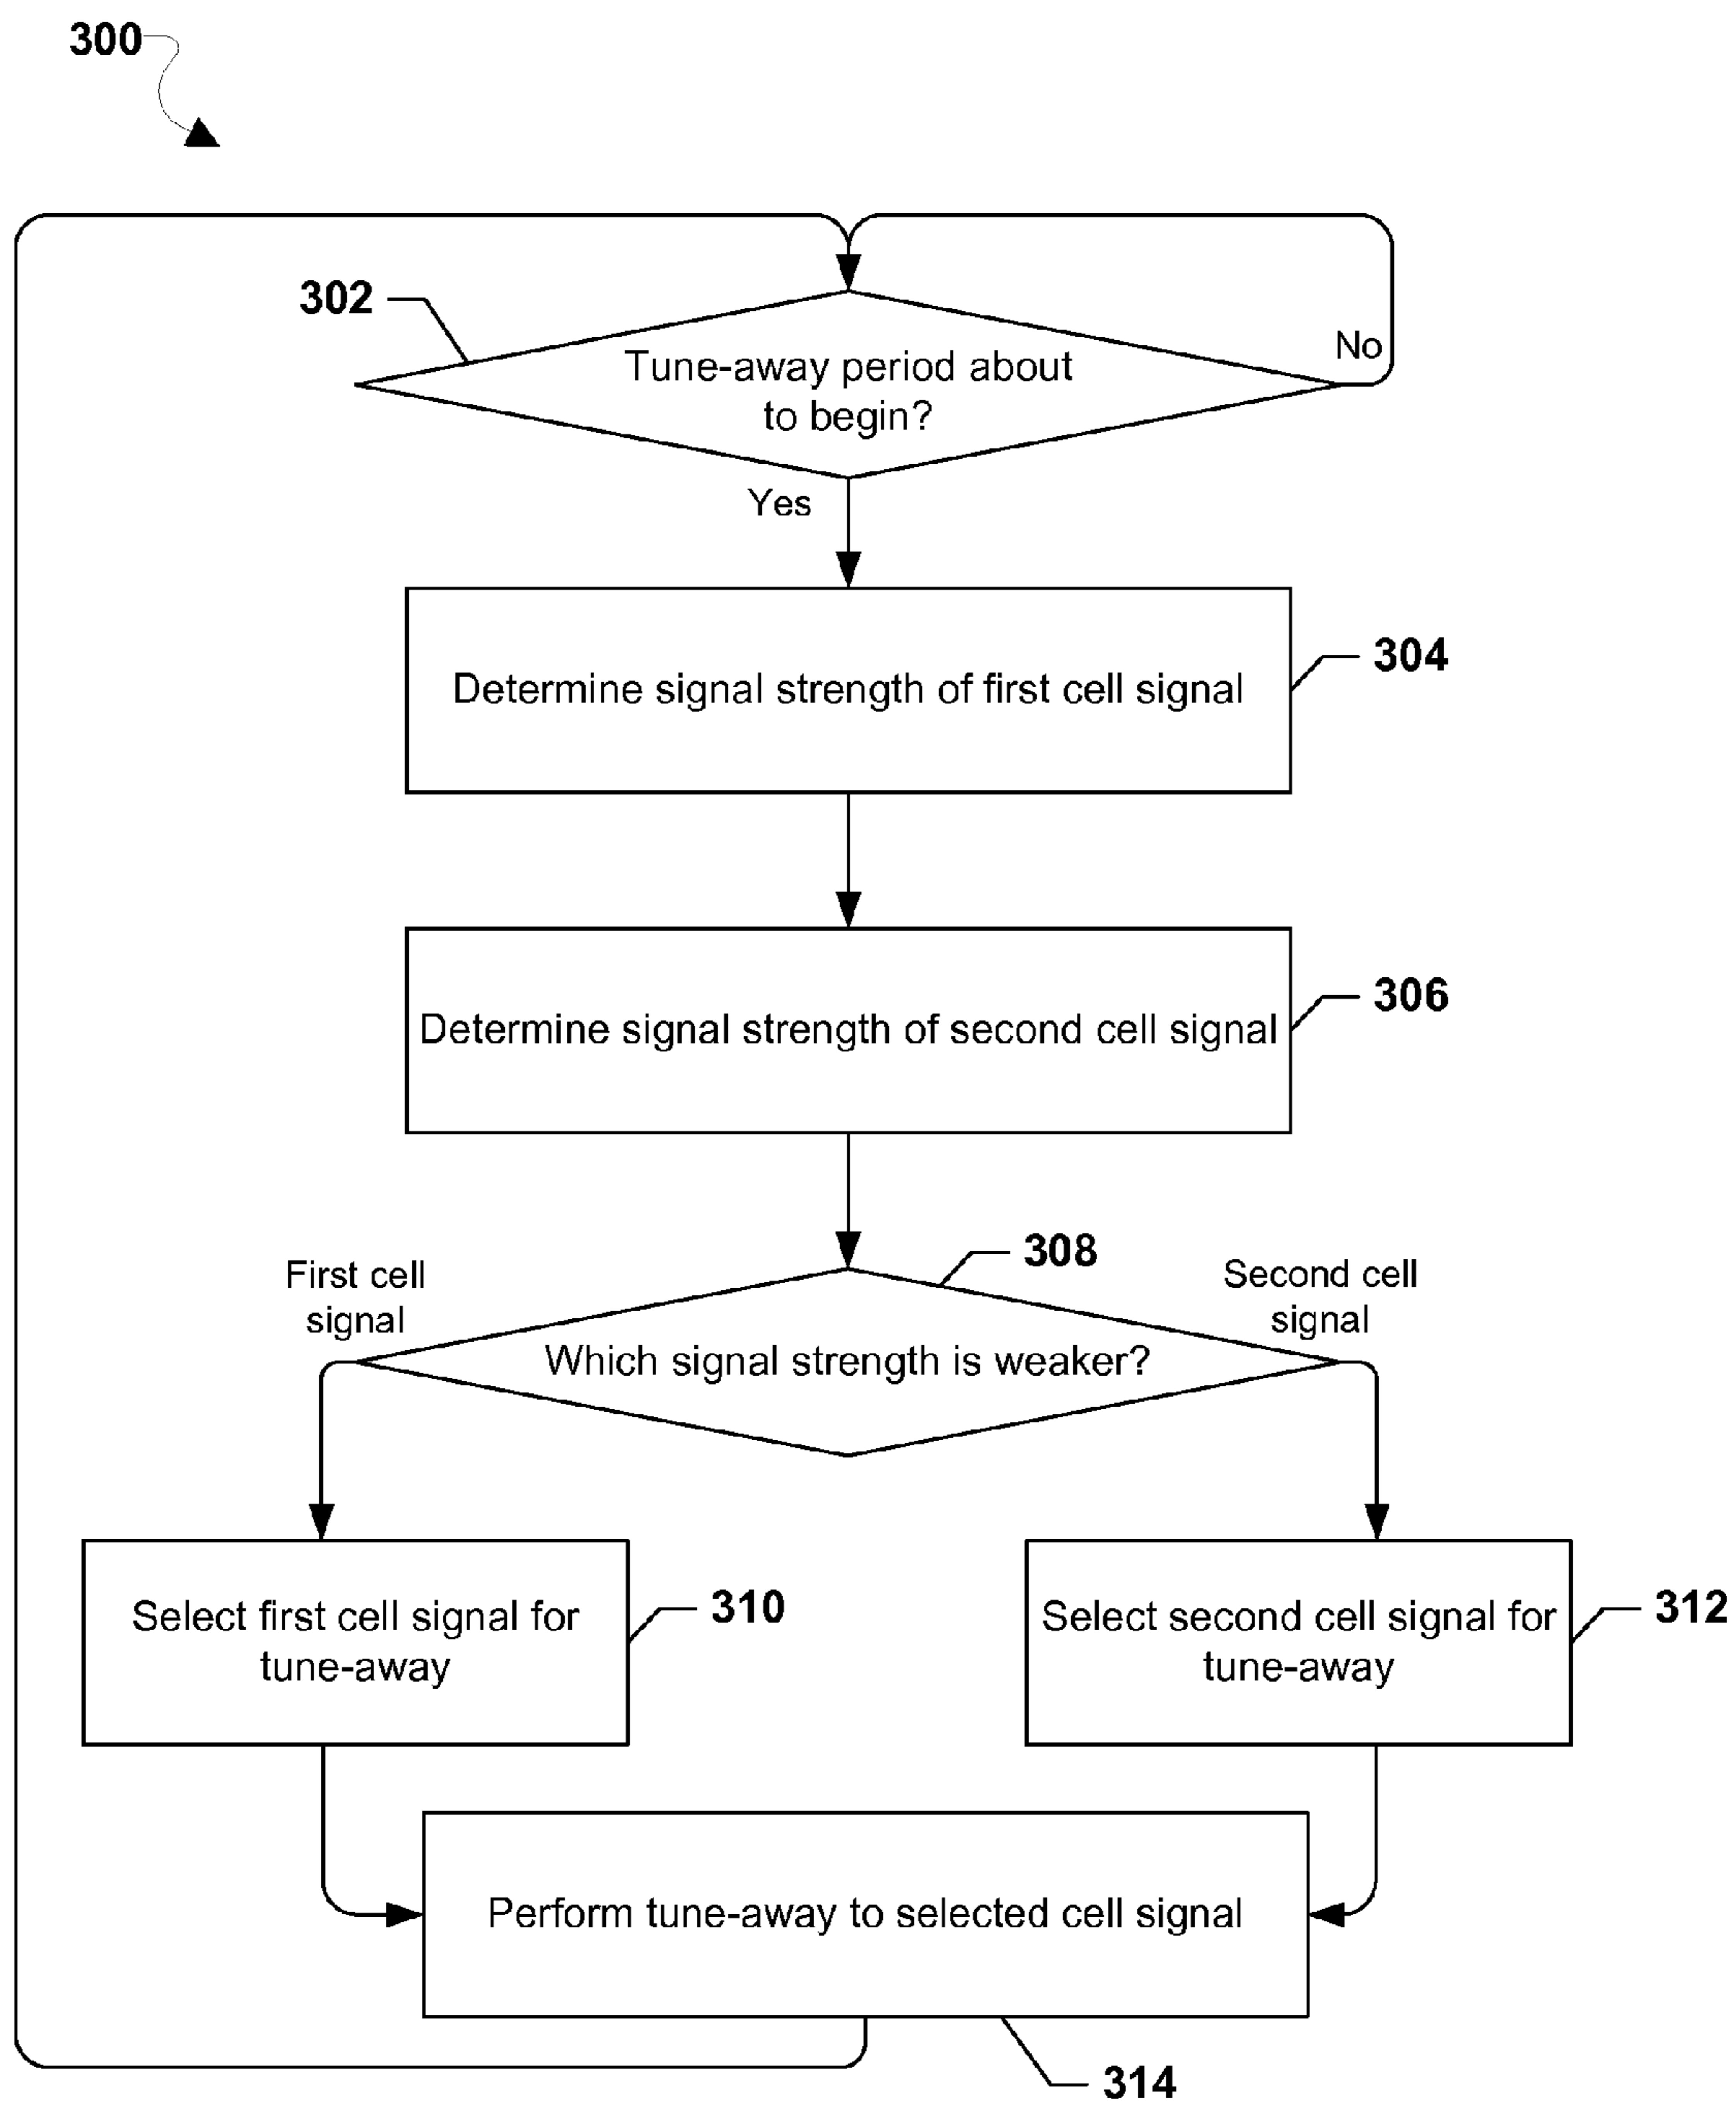 300
302
Tune-away period about
to begin?
No
Yes
Determine signal strength of first cell signal
304
Determine signal strength of second cell signal
306
308
First cell
signal
Second cell
signal
Which signal strength is weaker?
Select first cell signal for
tune-away
310
Select second cell signal for
tune-away
312
Perform tune-away to selected cell signal
314